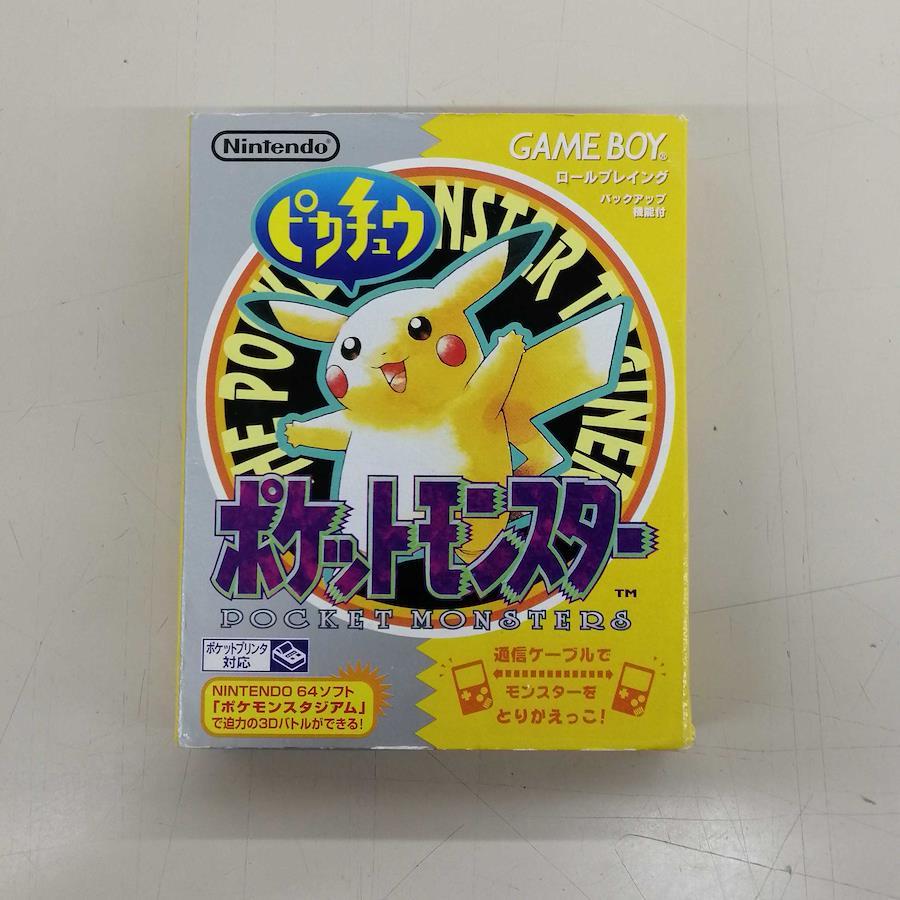 Nintendo®
GAME BOY®
ロールプレイング
バックアップ
機能付
ピカチュウ
ポケットモンスター
TM
POCKET MONSTERS
ポケットプリンタ
対応
通信ケーブルで
モンスターを
とりかえっこ!
NINTENDO 64ソフト
「ポケモンスタジアム」
で迫力の3Dバトルができる!